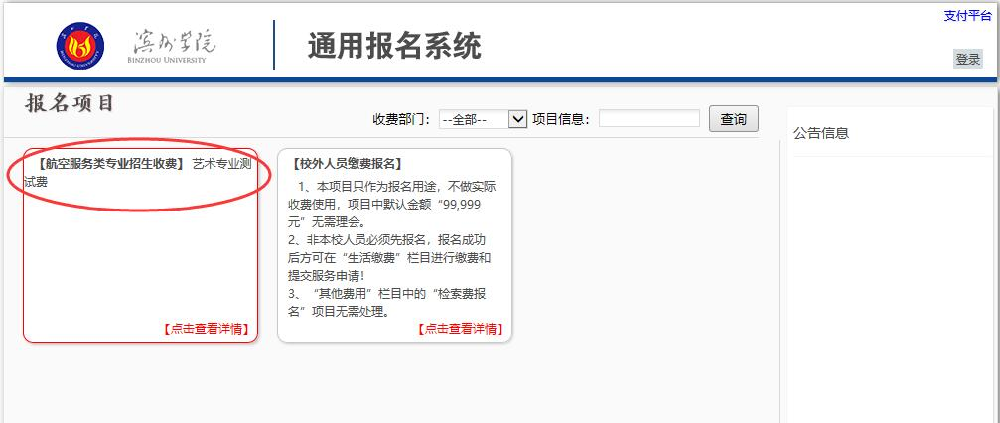 支付平台
滨州学院
BINZHOU UNIVERSITY
通用报名系统
登录
报名项目
收费部门： --全部-- 项目信息： 查询
公告信息
【航空服务类专业招生收费】 艺术专业测
试费
【点击查看详情】
【校外人员缴费报名】
1、本项目只作为报名用途，不做实际
收费使用，项目中默认金额“99,999
元”无需理会。
2、非本校人员必须先报名，报名成功
后方可在“生活缴费”栏目进行缴费和
提交服务申请！
3、“其他费用”栏目中的“检索费报
名”项目无需处理。
【点击查看详情】